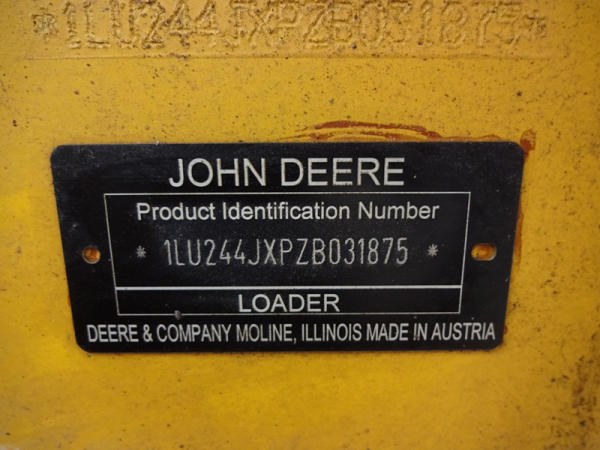 *1LU244JXPZB031875*
JOHN DEERE
Product Identification Number
* 1LU244JXPZB031875 *
LOADER
DEERE & COMPANY MOLINE, ILLINOIS MADE IN AUSTRIA